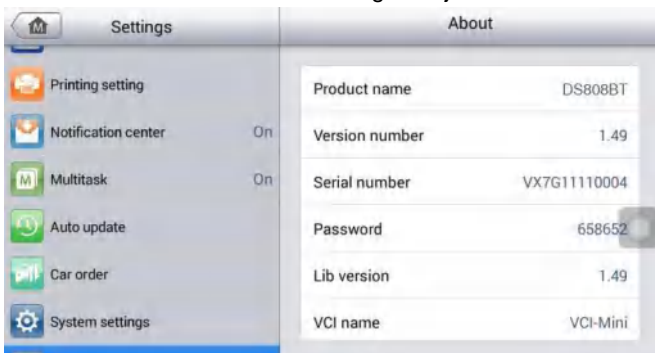 Settings
About
Printing setting
Notification center On
Multitask On
Auto update
Car order
System settings
Product name DS808BT
Version number 1.49
Serial number VX7G11110004
Password 658652
Lib version 1.49
VCI name VCI-Mini